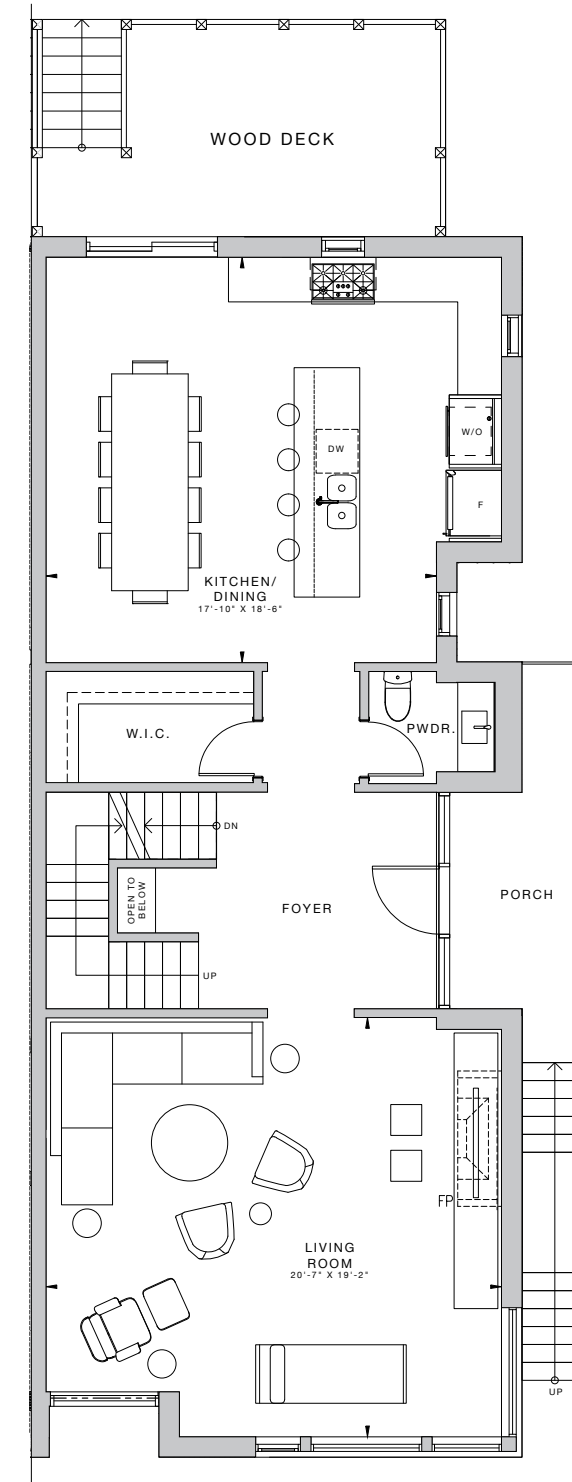 WOOD DECK
W/O
DW
F
KITCHEN/
DINING
17'-10" X 18'-6"
W.I.C.
PWDR.
DN
OPEN TO
BELOW
FOYER
PORCH
UP
FP
LIVING
ROOM
20'-7" X 19'-2"
UP